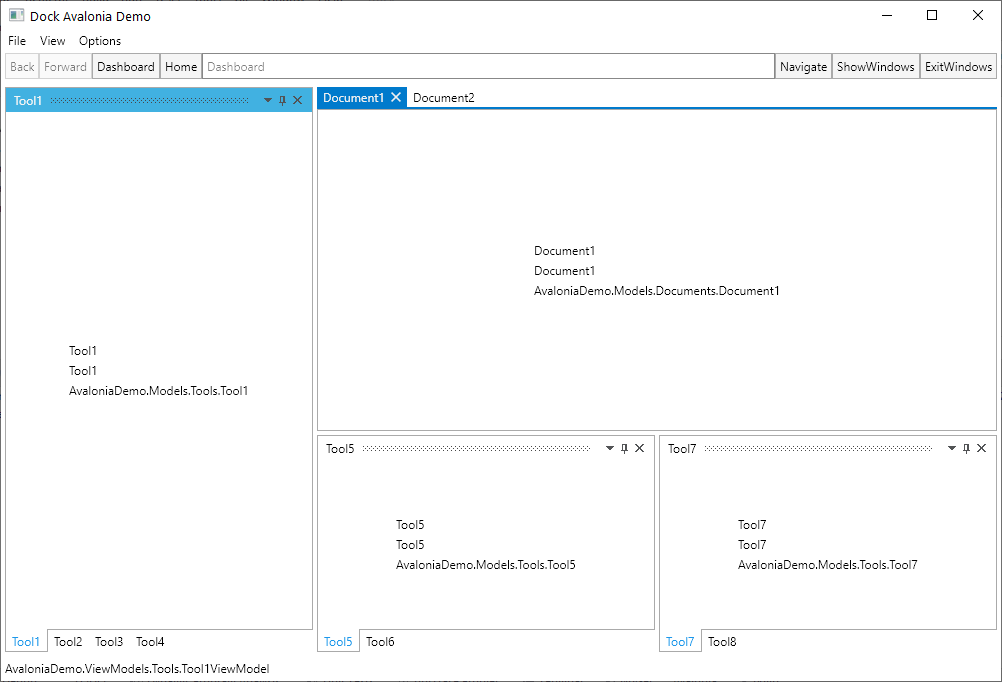 Dock Avalonia Demo
File View Options
Back Forward Dashboard Home Dashboard Navigate ShowWindows ExitWindows
Tool1
Tool1
Tool1
AvaloniaDemo.Models.Tools.Tool1
Tool1 Tool2 Tool3 Tool4
Document1 Document2
Document1
Document1
AvaloniaDemo.Models.Documents.Document1
Tool5
Tool5
Tool5
AvaloniaDemo.Models.Tools.Tool5
Tool5 Tool6
Tool7
Tool7
Tool7
AvaloniaDemo.Models.Tools.Tool7
Tool7 Tool8
AvaloniaDemo.ViewModels.Tools.Tool1ViewModel